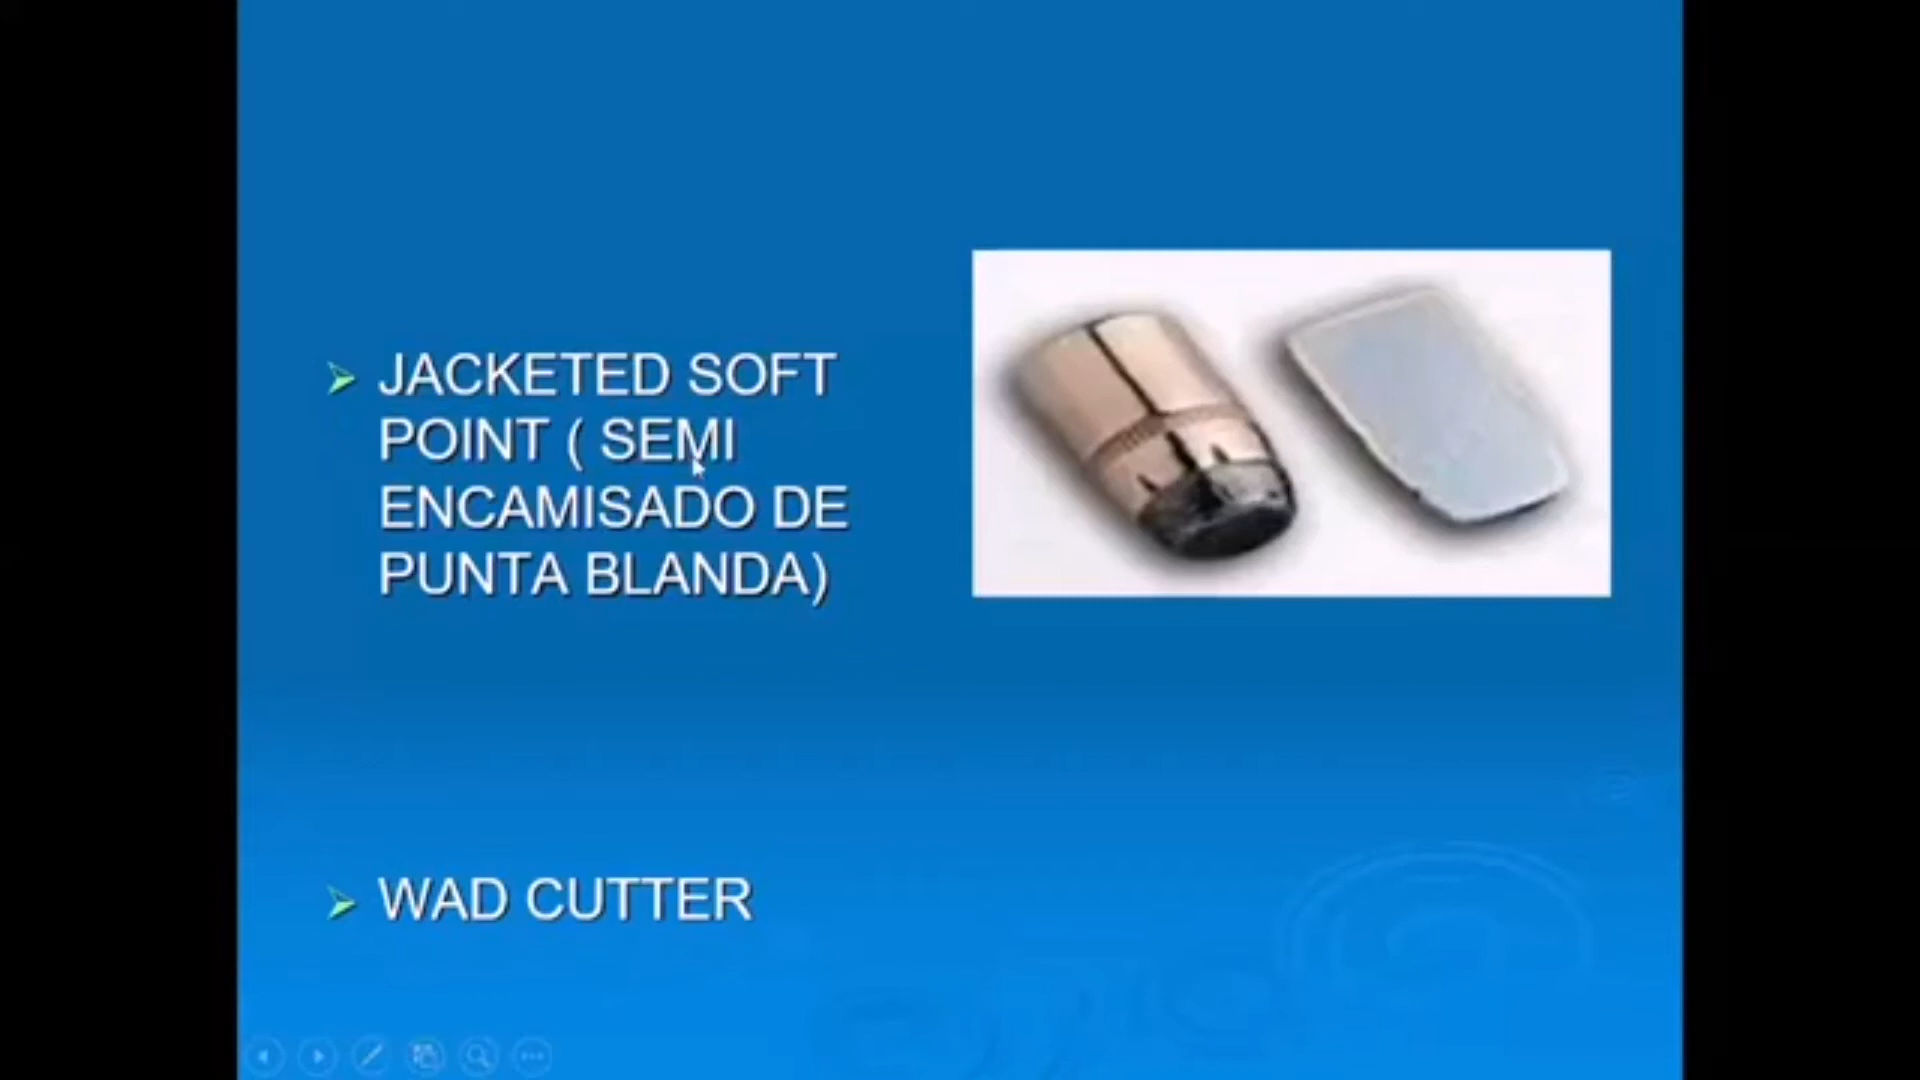 JACKETED SOFT
POINT ( SEMI
ENCAMISADO DE
PUNTA BLANDA)
WAD CUTTER